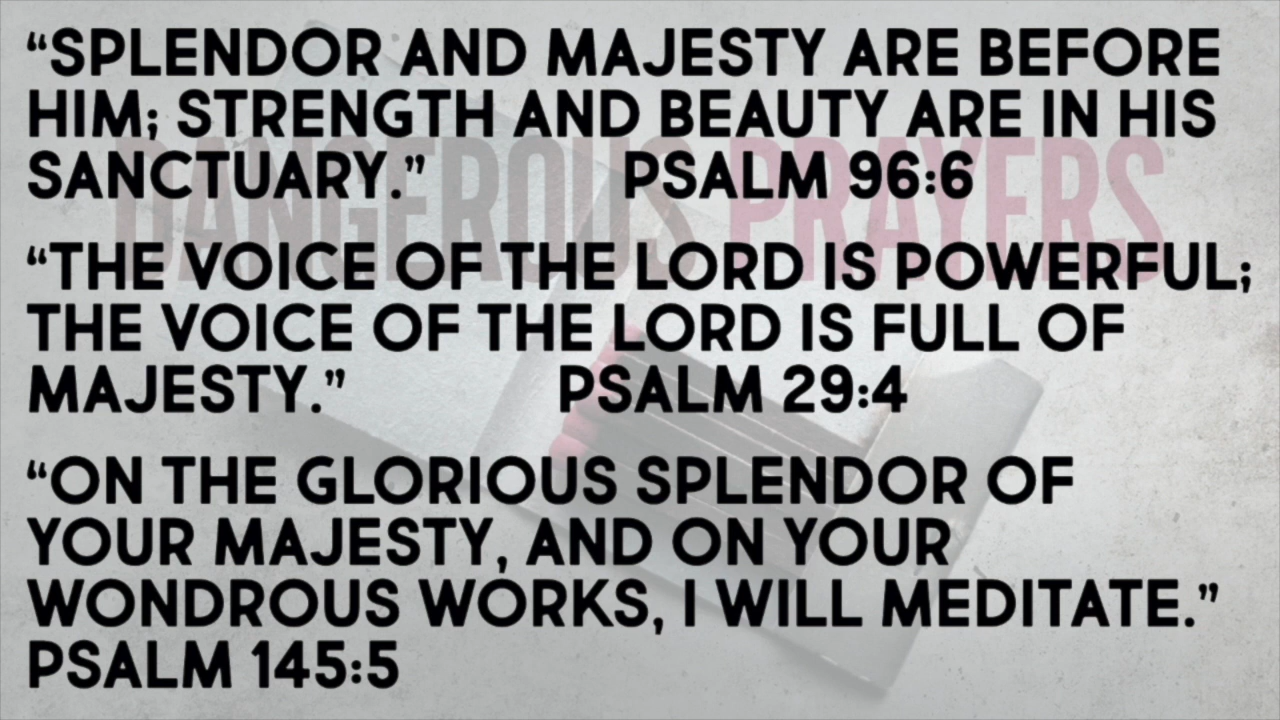 “SPLENDOR AND MAJESTY ARE BEFORE
HIM; STRENGTH AND BEAUTY ARE IN HIS
SANCTUARY.” PSALM 96:6
DANGEROUS PRAYERS
“THE VOICE OF THE LORD IS POWERFUL;
THE VOICE OF THE LORD IS FULL OF
MAJESTY.” PSALM 29:4
“ON THE GLORIOUS SPLENDOR OF
YOUR MAJESTY, AND ON YOUR
WONDROUS WORKS, I WILL MEDITATE.”
PSALM 145:5